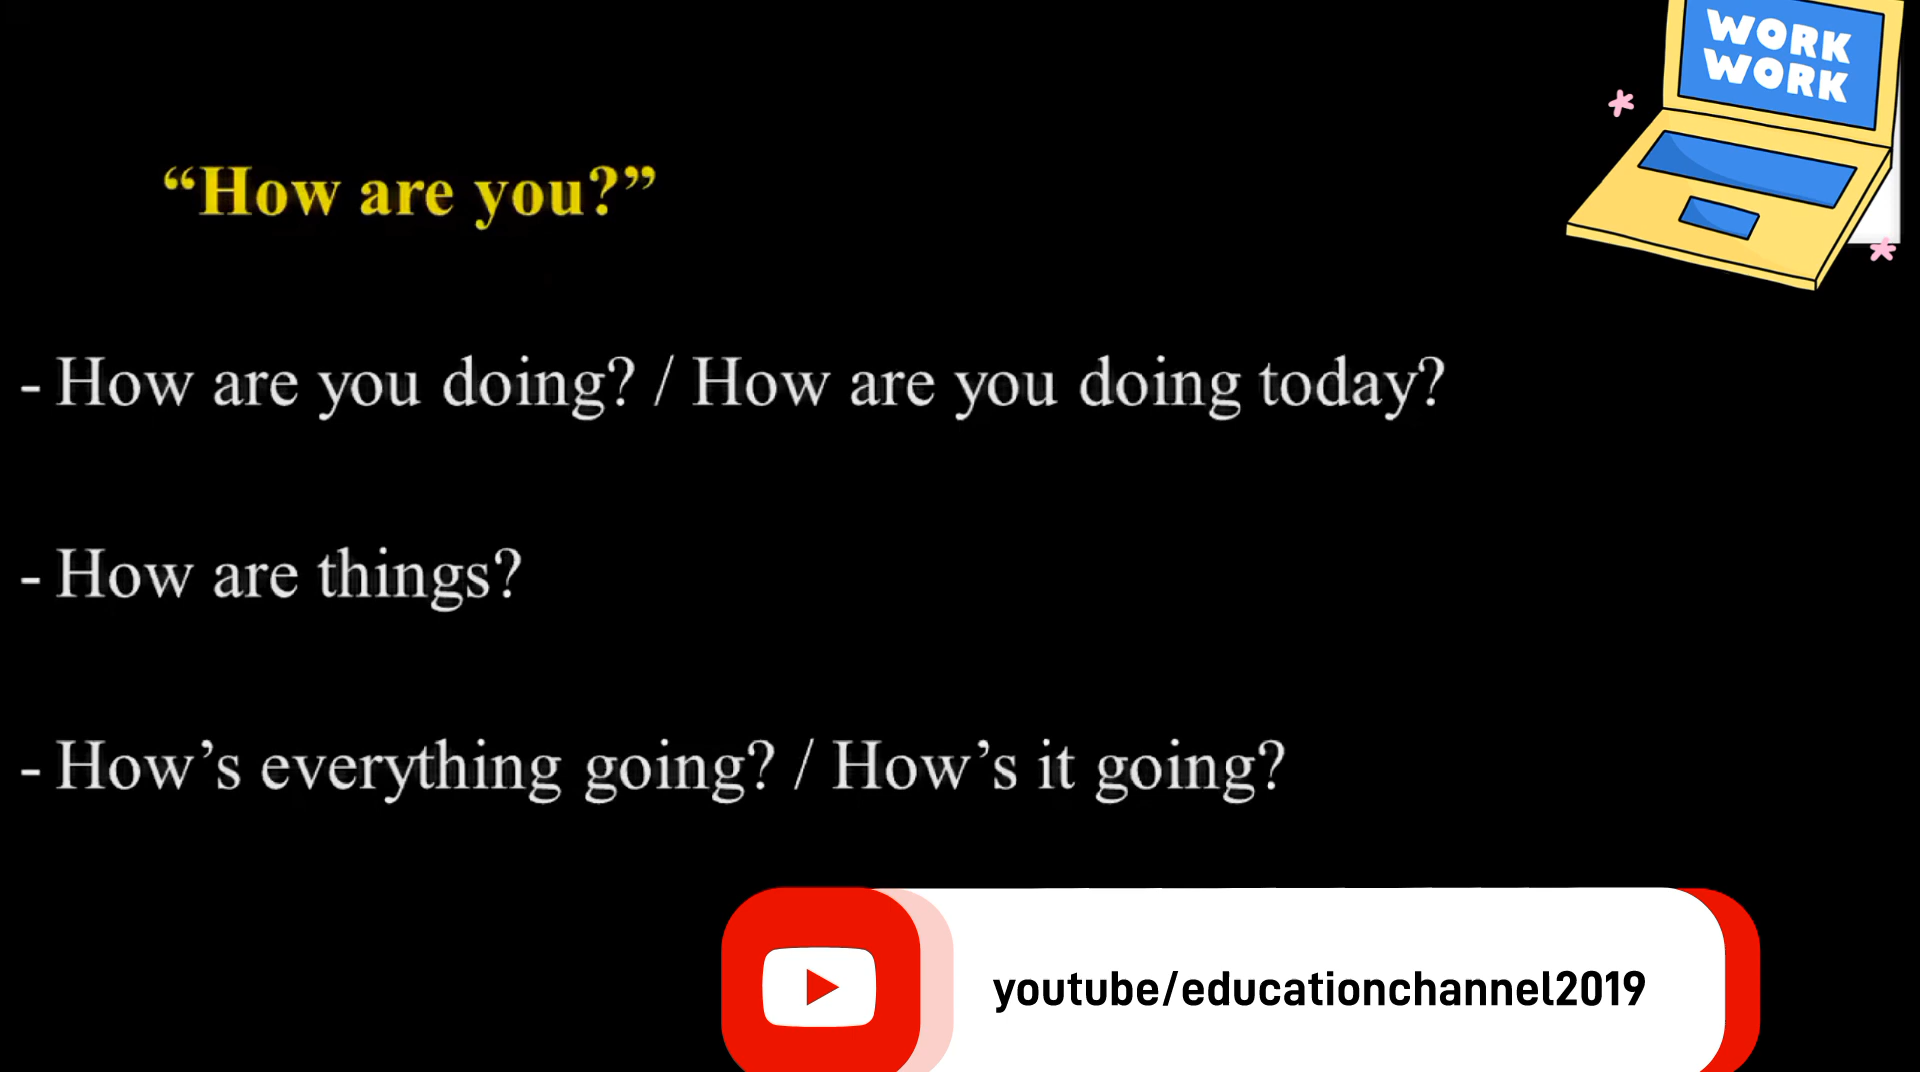 WORK
WORK
“How are you?”
- How are you doing? / How are you doing today?
- How are things?
- How’s everything going? / How’s it going?
youtube/educationchannel2019